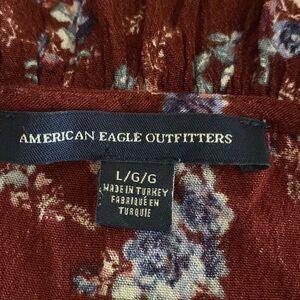 AMERICAN EAGLE OUTFITTERS
L/G/G
MADE IN TURKEY
FABRIQUÉ EN
TURQUIE